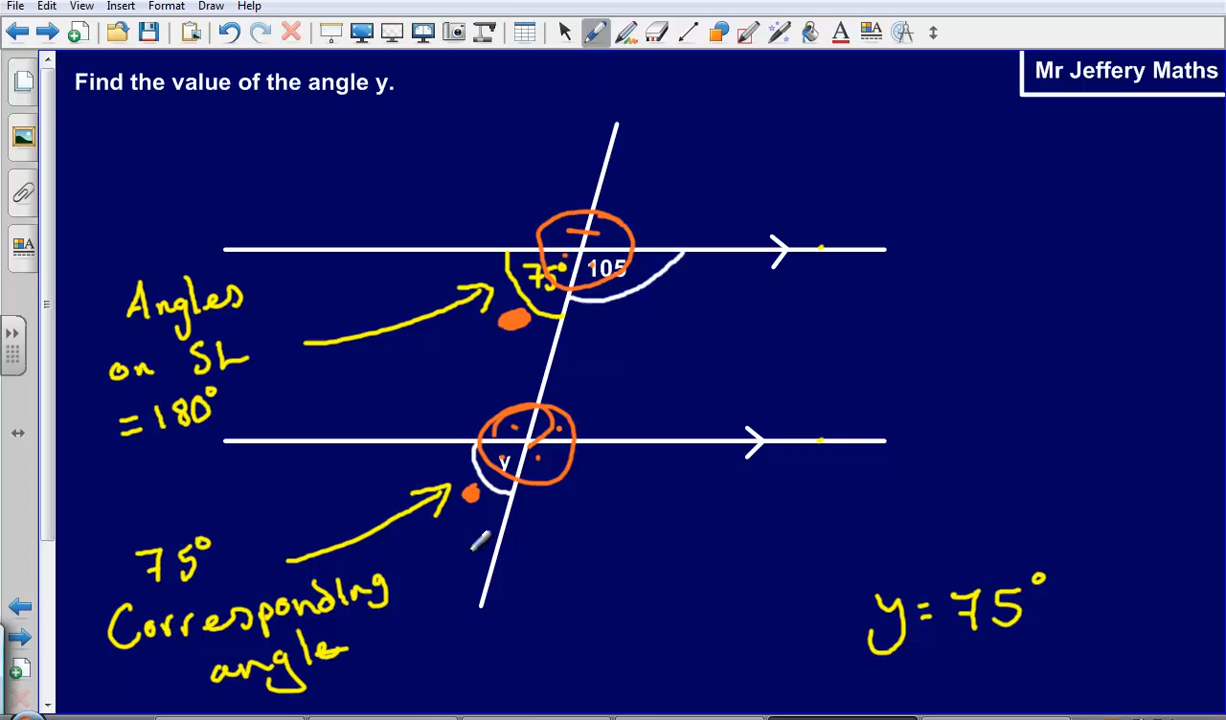 File Edit View Insert Format Draw Help
Find the value of the angle y.
Mr Jeffery Maths
75° 105
Angles
on SL
=180°
y
75°
Corresponding
angle
y=75°